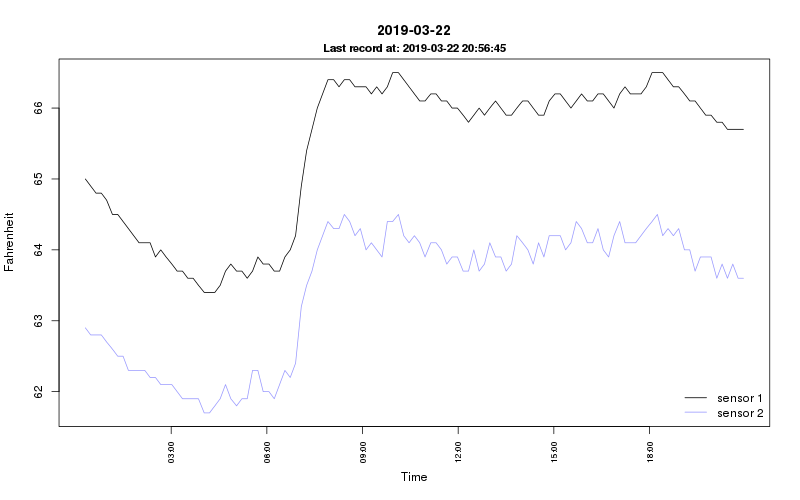 2019-03-22
Last record at: 2019-03-22 20:56:45
Fahrenheit
66
65
64
63
62
03:00
06:00
09:00
12:00
15:00
18:00
Time
sensor 1
sensor 2